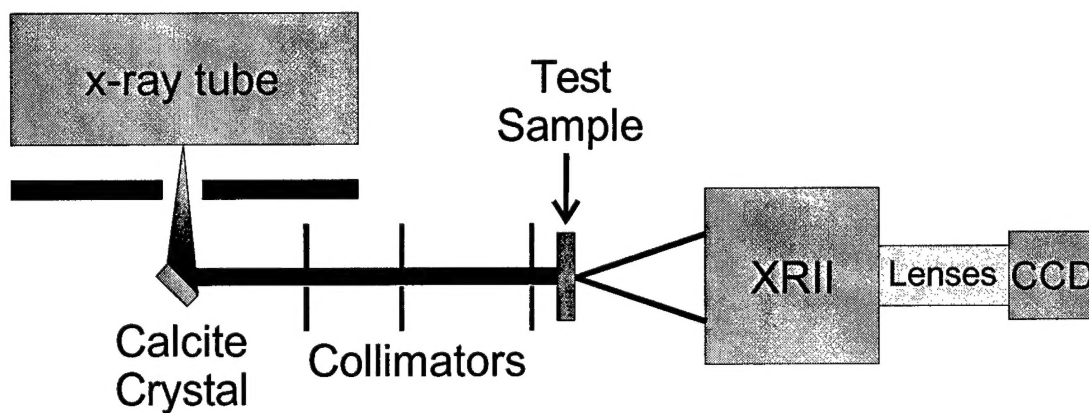 x-ray tube
Test
Sample
XRII
Lenses
CCD
Calcite
Crystal
Collimators